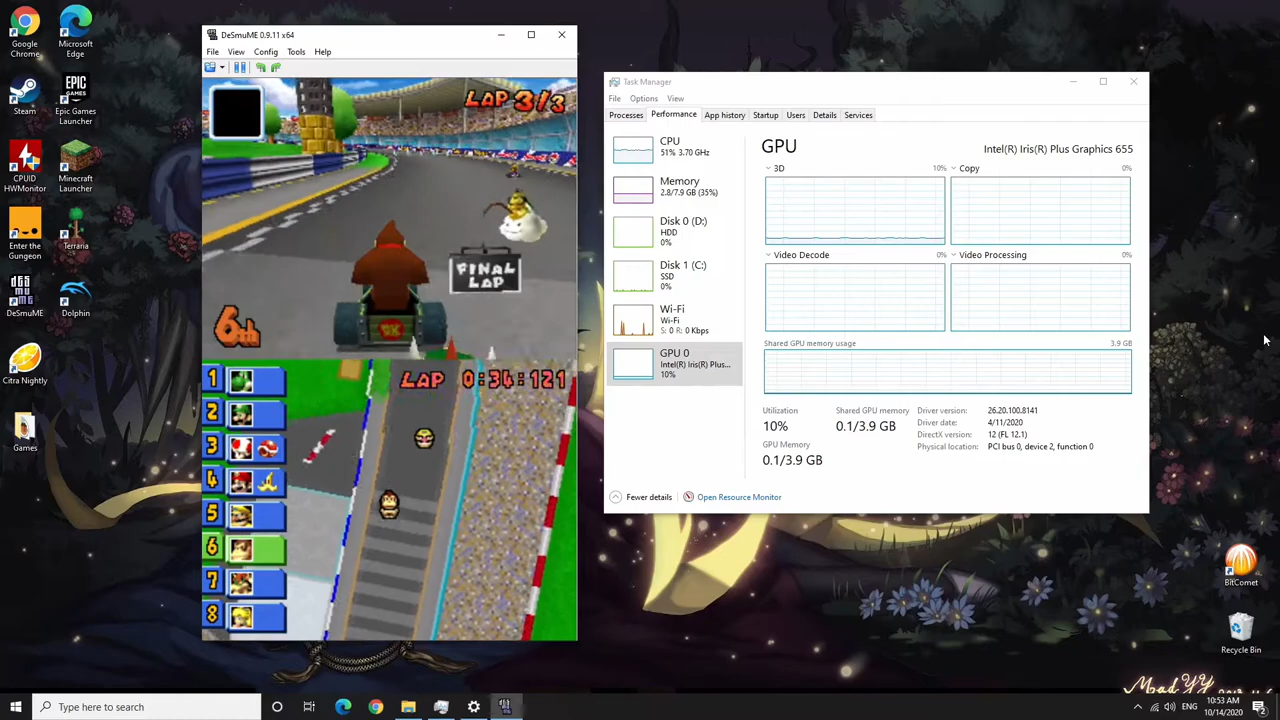 Google
Chrome
Microsoft
Edge
Steam
EPIC
GAMES
Epic Games
Launcher
CPUID
HWMonitor
Minecraft
Launcher
Enter the
Gungeon
Terraria
DeSmuME
Dolphin
Citra Nightly
Games
DeSmuME 0.9.11 x64
File View Config Tools Help
LAP 3/3
FINAL
LAP
DK
6th
LAP 0:34:121
1
2
3
4
5
6
7
8
Task Manager
File Options View
Processes Performance App history Startup Users Details Services
CPU
51% 3.70 GHz
Memory
2.8/7.9 GB (35%)
Disk 0 (D:)
HDD
0%
Disk 1 (C:)
SSD
0%
Wi-Fi
Wi-Fi
S: 0 R: 0 Kbps
GPU 0
Intel(R) Iris(R) Plus...
10%
GPU
Intel(R) Iris(R) Plus Graphics 655
3D 10% Copy 0%
Video Decode 0% Video Processing 0%
Shared GPU memory usage 3.9 GB
Utilization
10%
Shared GPU memory
0.1/3.9 GB
GPU Memory
0.1/3.9 GB
Driver version: 26.20.100.8141
Driver date: 4/11/2020
DirectX version: 12 (FL 12.1)
Physical location: PCI bus 0, device 2, function 0
Fewer details Open Resource Monitor
BitComet
Recycle Bin
Type here to search
ENG
10:53 AM
10/14/2020
2